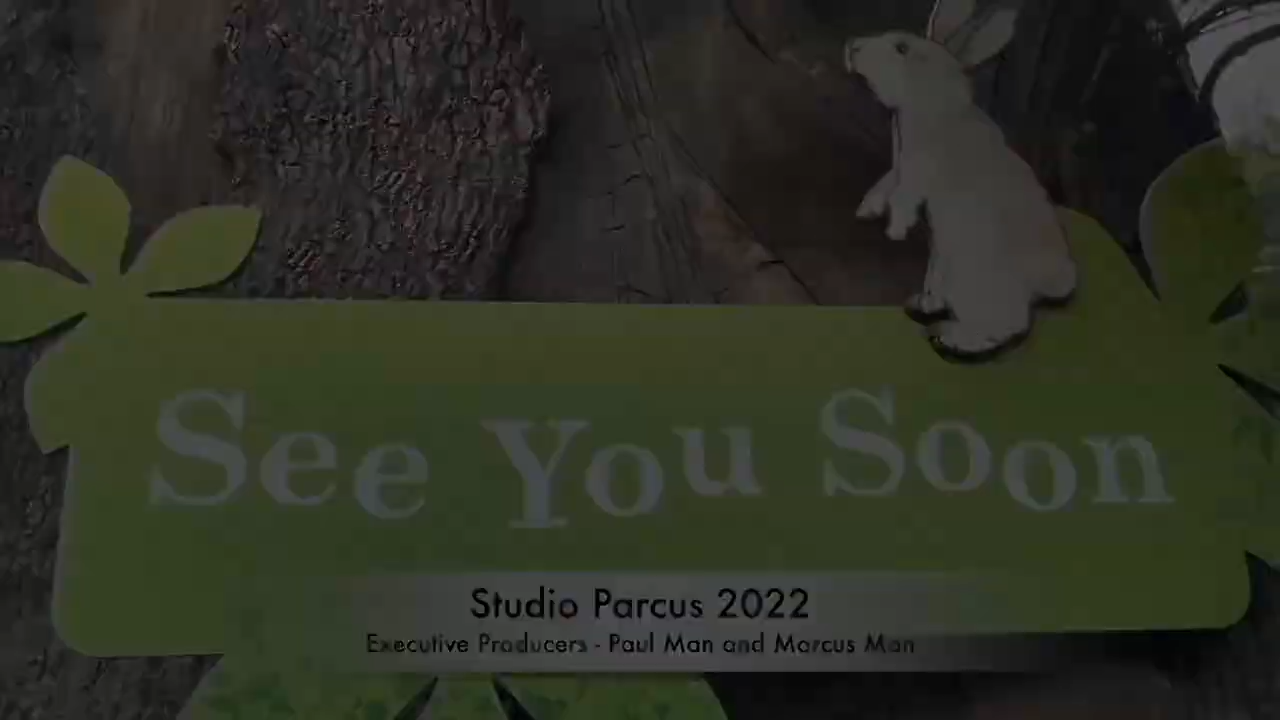 See You Soon
Studio Parcus 2022
Executive Producers - Paul Man and Marcus Man